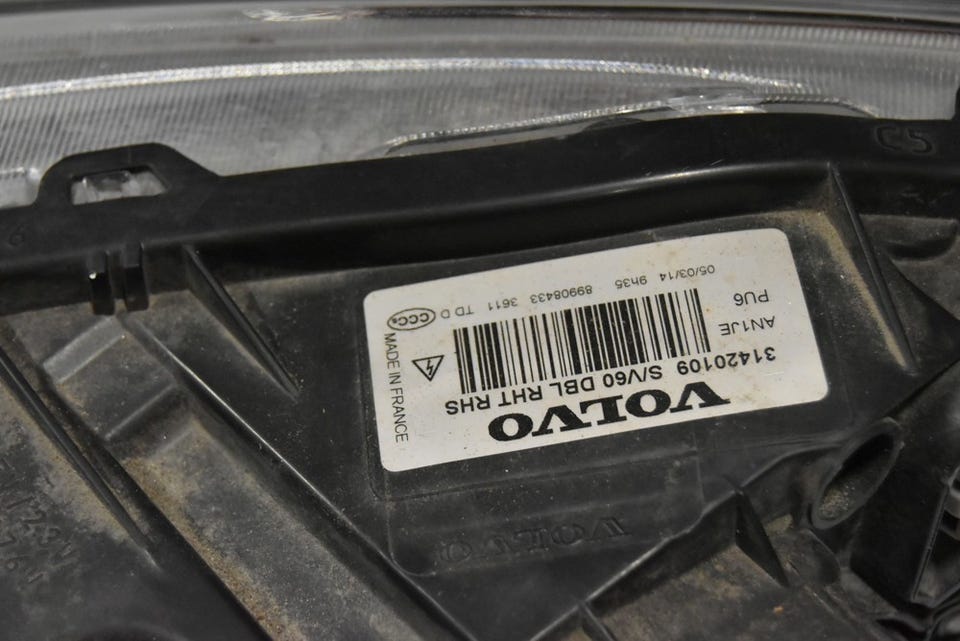 VOLVO
31420109 S/V60 DBL RHT RHS
AN1JE
PU6
05/03/14 9h35 89908433 3611 TD D
CCC
MADE IN FRANCE
VOLVO
C5